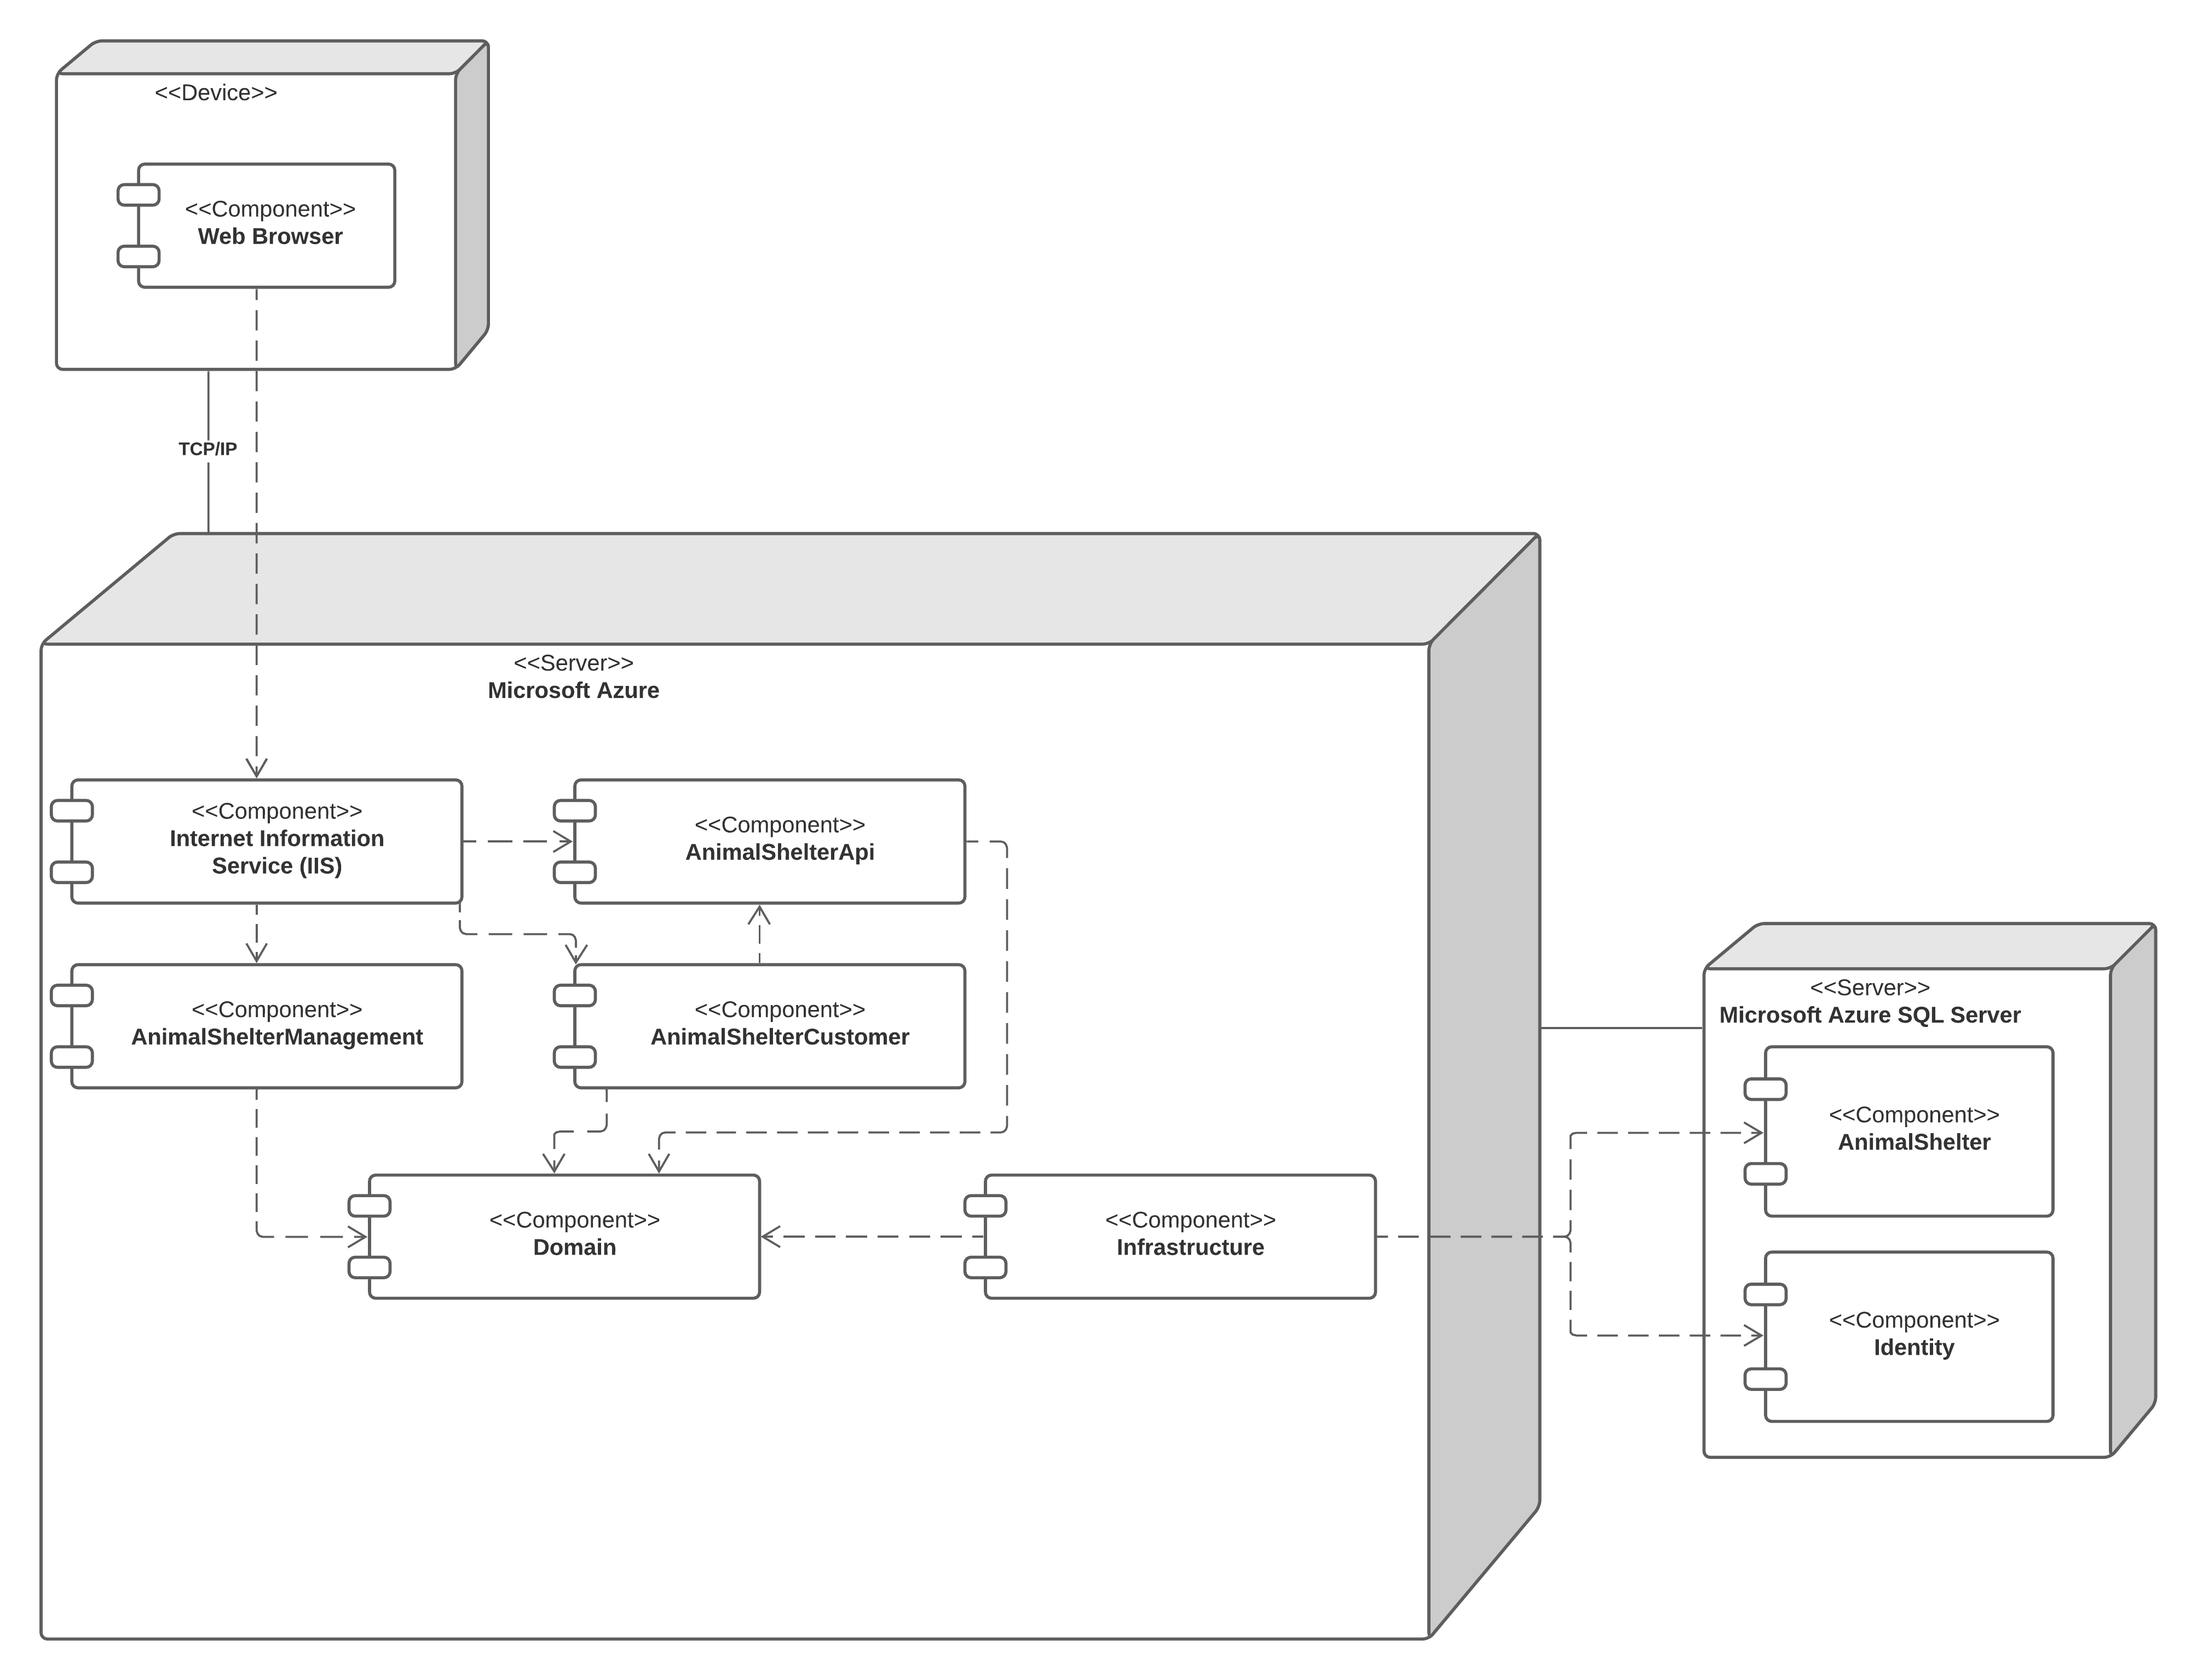 <<Device>>
<<Component>>
Web Browser
TCP/IP
<<Server>>
Microsoft Azure
<<Component>>
Internet Information
Service (IIS)
<<Component>>
AnimalShelterApi
<<Component>>
AnimalShelterManagement
<<Component>>
AnimalShelterCustomer
<<Component>>
Domain
<<Component>>
Infrastructure
<<Server>>
Microsoft Azure SQL Server
<<Component>>
AnimalShelter
<<Component>>
Identity